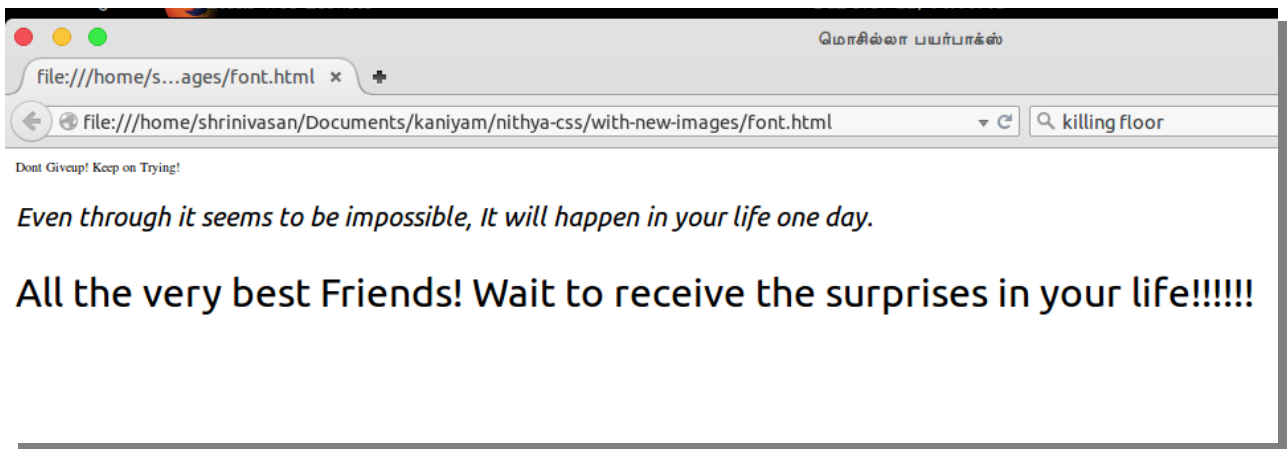 மொசில்லா பயர்பாக்ஸ்
file:///home/s...ages/font.html
file:///home/shrinivasan/Documents/kaniyam/nithya-css/with-new-images/font.html
killing floor
Dont Giveup! Keep on Trying!
Even through it seems to be impossible, It will happen in your life one day.
All the very best Friends! Wait to receive the surprises in your life!!!!!!